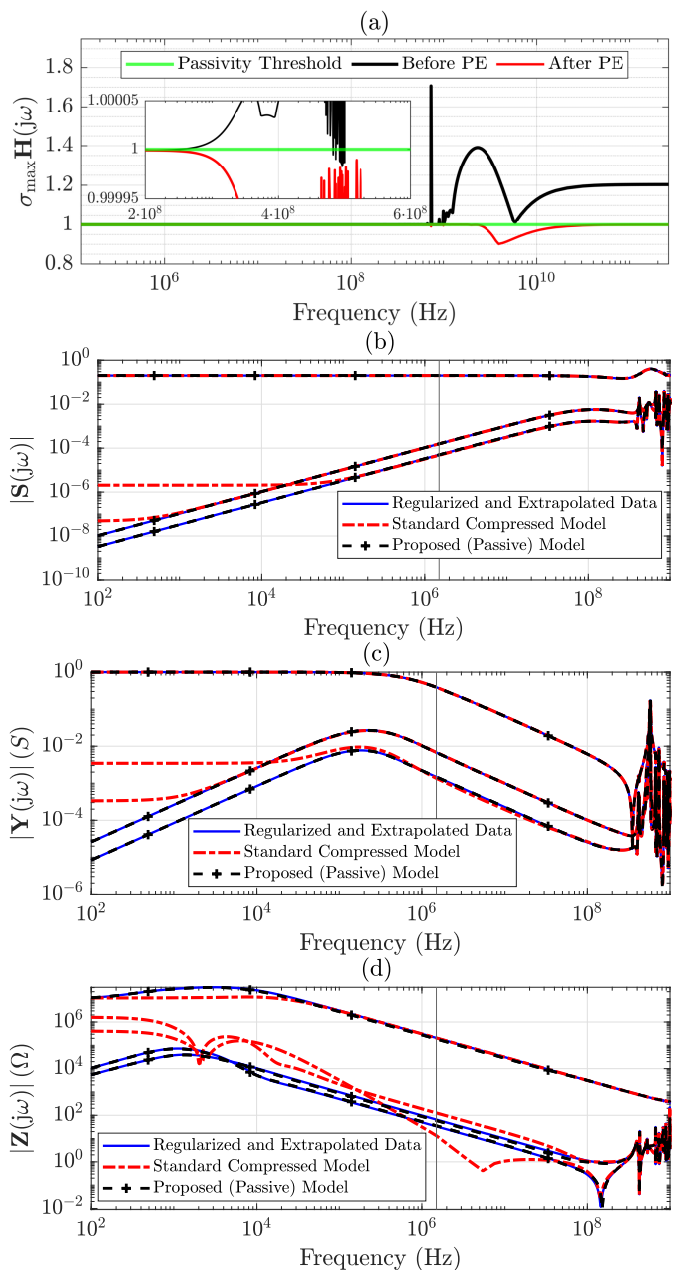 (a)
Passivity Threshold Before PE After PE
σmax H(jω)
1.8
1.6
1.4
1.2
1
0.8
1.00005
1
0.99995
2·10^8 4·10^8 6·10^8
10^6 10^8 10^10
Frequency (Hz)
(b)
|S(jω)|
10^0
10^-2
10^-4
10^-6
10^-8
10^-10
Regularized and Extrapolated Data
Standard Compressed Model
Proposed (Passive) Model
10^2 10^4 10^6 10^8
Frequency (Hz)
(c)
|Y(jω)| (S)
10^0
10^-2
10^-4
10^-6
Regularized and Extrapolated Data
Standard Compressed Model
Proposed (Passive) Model
10^2 10^4 10^6 10^8
Frequency (Hz)
(d)
|Z(jω)| (Ω)
10^6
10^4
10^2
10^0
10^-2
Regularized and Extrapolated Data
Standard Compressed Model
Proposed (Passive) Model
10^2 10^4 10^6 10^8
Frequency (Hz)